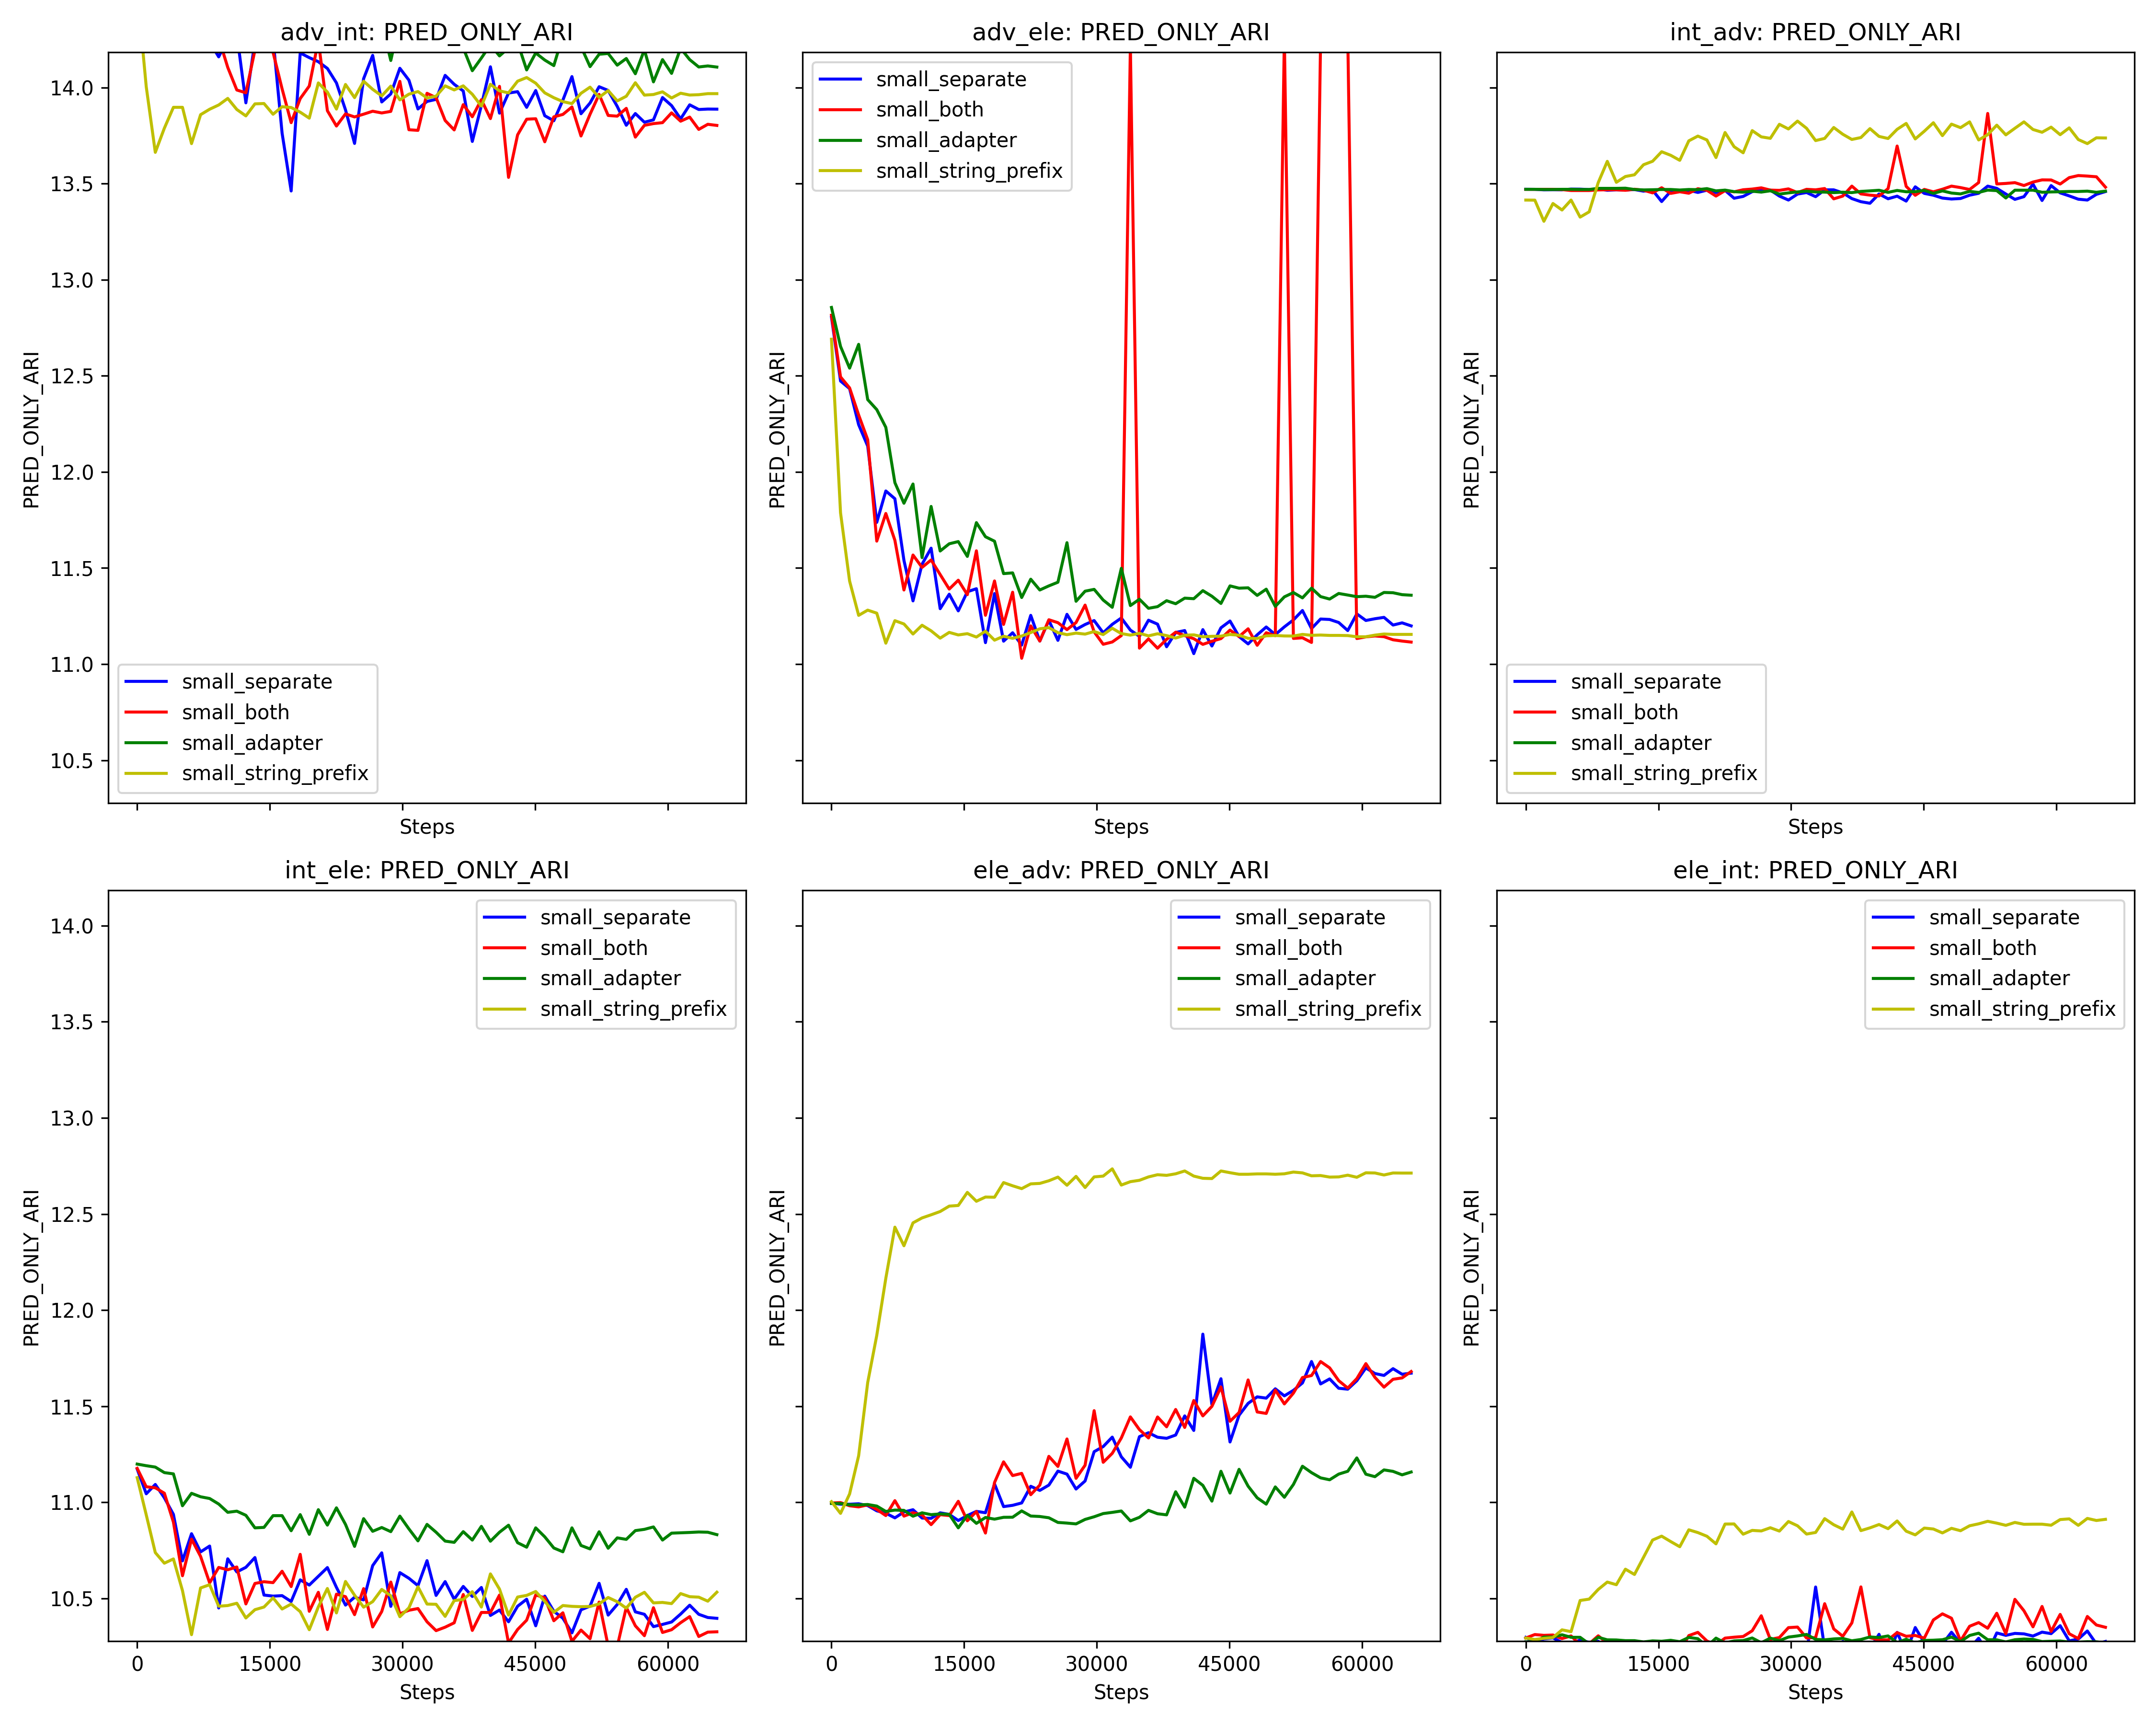 adv_int: PRED_ONLY_ARI
adv_ele: PRED_ONLY_ARI
int_adv: PRED_ONLY_ARI
PRED_ONLY_ARI
14.0
13.5
13.0
12.5
12.0
11.5
11.0
10.5
small_separate
small_both
small_adapter
small_string_prefix
Steps
PRED_ONLY_ARI
small_separate
small_both
small_adapter
small_string_prefix
Steps
PRED_ONLY_ARI
small_separate
small_both
small_adapter
small_string_prefix
Steps
int_ele: PRED_ONLY_ARI
ele_adv: PRED_ONLY_ARI
ele_int: PRED_ONLY_ARI
PRED_ONLY_ARI
14.0
13.5
13.0
12.5
12.0
11.5
11.0
10.5
small_separate
small_both
small_adapter
small_string_prefix
0 15000 30000 45000 60000
Steps
PRED_ONLY_ARI
small_separate
small_both
small_adapter
small_string_prefix
0 15000 30000 45000 60000
Steps
PRED_ONLY_ARI
small_separate
small_both
small_adapter
small_string_prefix
0 15000 30000 45000 60000
Steps